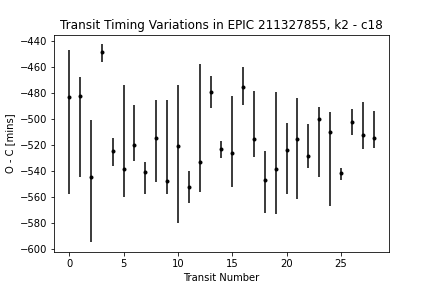 Transit Timing Variations in EPIC 211327855, k2 - c18
O - C [mins]
−440
−460
−480
−500
−520
−540
−560
−580
−600
0 5 10 15 20 25
Transit Number